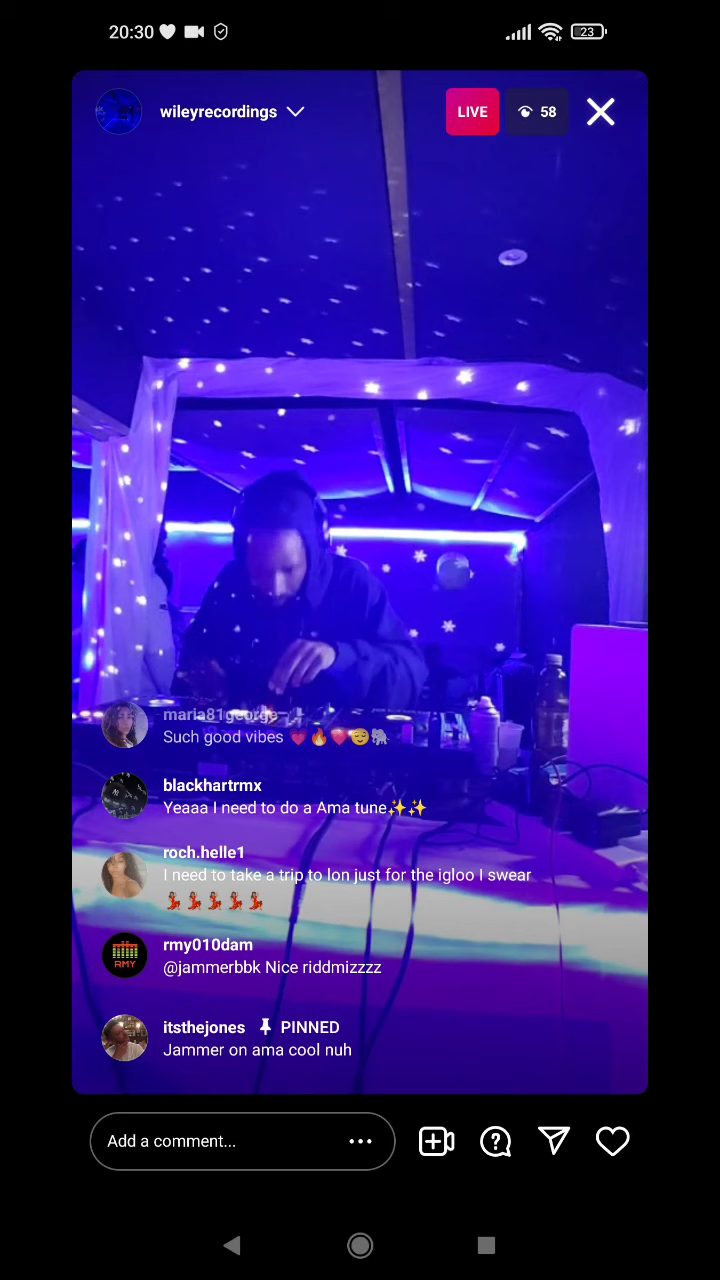 20:30
23
wileyrecordings
LIVE
58
maria81george
Such good vibes ❤️🔥❤️😌🐘
blackhartrmx
Yeaaa I need to do a Ama tune✨✨
roch.helle1
I need to take a trip to lon just for the igloo I swear
💃💃💃💃💃
RMY
rmy010dam
@jammerbbk Nice riddmizzzz
itsthejones PINNED
Jammer on ama cool nuh
Add a comment...